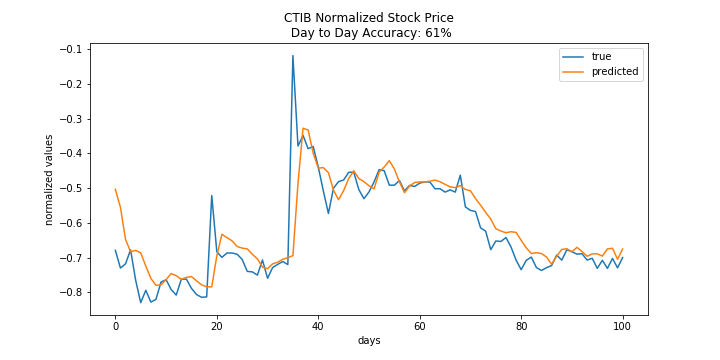 CTIB Normalized Stock Price
Day to Day Accuracy: 61%
true
predicted
normalized values
−0.1
−0.2
−0.3
−0.4
−0.5
−0.6
−0.7
−0.8
0
20
40
60
80
100
days